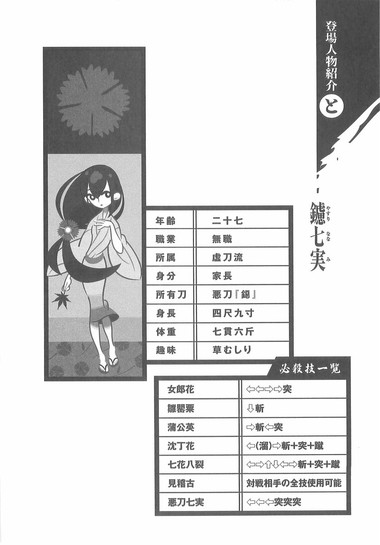 登場人物紹介
と
鑢七実
やすりななみ
年齢 二十七
職業 無職
所属 虚刀流
身分 家長
所有刀 悪刀『鐚』
身長 四尺九寸
体重 七貫六斤
趣味 草むしり
必殺技一覧
女郎花 ⇦⇦⇨⇨突
雛罌粟 ⇩斬
蒲公英 ⇨斬⇦突
沈丁花 ⇦(溜)⇨斬+突+蹴
七花八裂 ⇦⇨⇧⇩⇦⇨斬+突+蹴
見稽古 対戦相手の全技使用可能
悪刀七実 ⇦⇨⇦⇨突突突